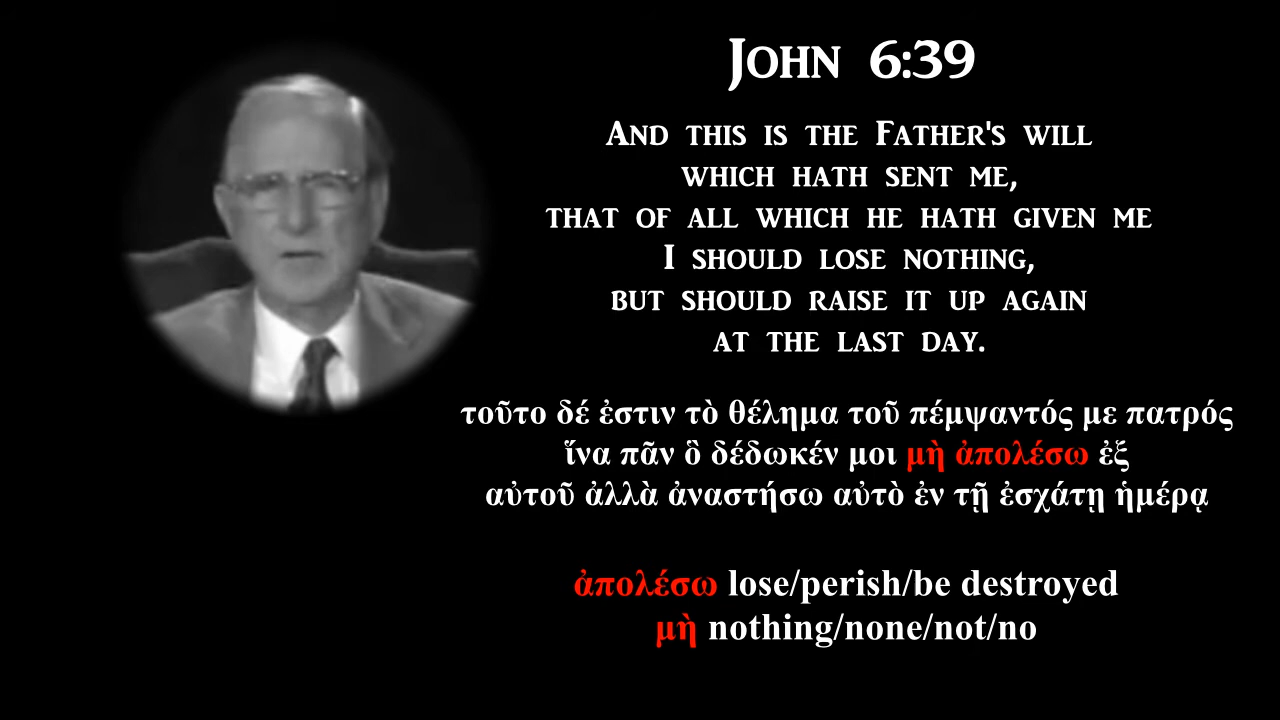 John 6:39
And this is the Father's will
which hath sent me,
that of all which he hath given me
I should lose nothing,
but should raise it up again
at the last day.
τοῦτο δέ ἐστιν τὸ θέλημα τοῦ πέμψαντός με πατρός
ἵνα πᾶν ὃ δέδωκέν μοι μὴ ἀπολέσω ἐξ
αὐτοῦ ἀλλὰ ἀναστήσω αὐτὸ ἐν τῇ ἐσχάτῃ ἡμέρᾳ
ἀπολέσω lose/perish/be destroyed
μὴ nothing/none/not/no